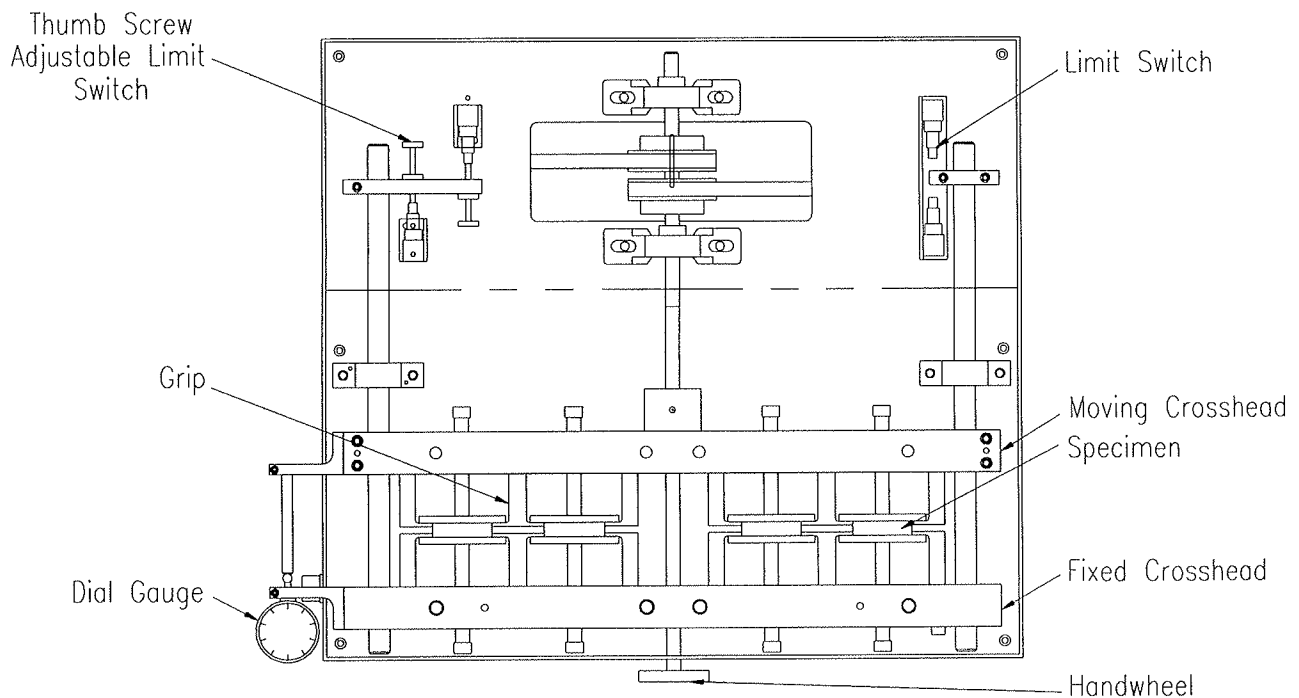 Thumb Screw
Adjustable Limit
Switch
Limit Switch
Grip
Moving Crosshead
Specimen
Dial Gauge
Fixed Crosshead
Handwheel